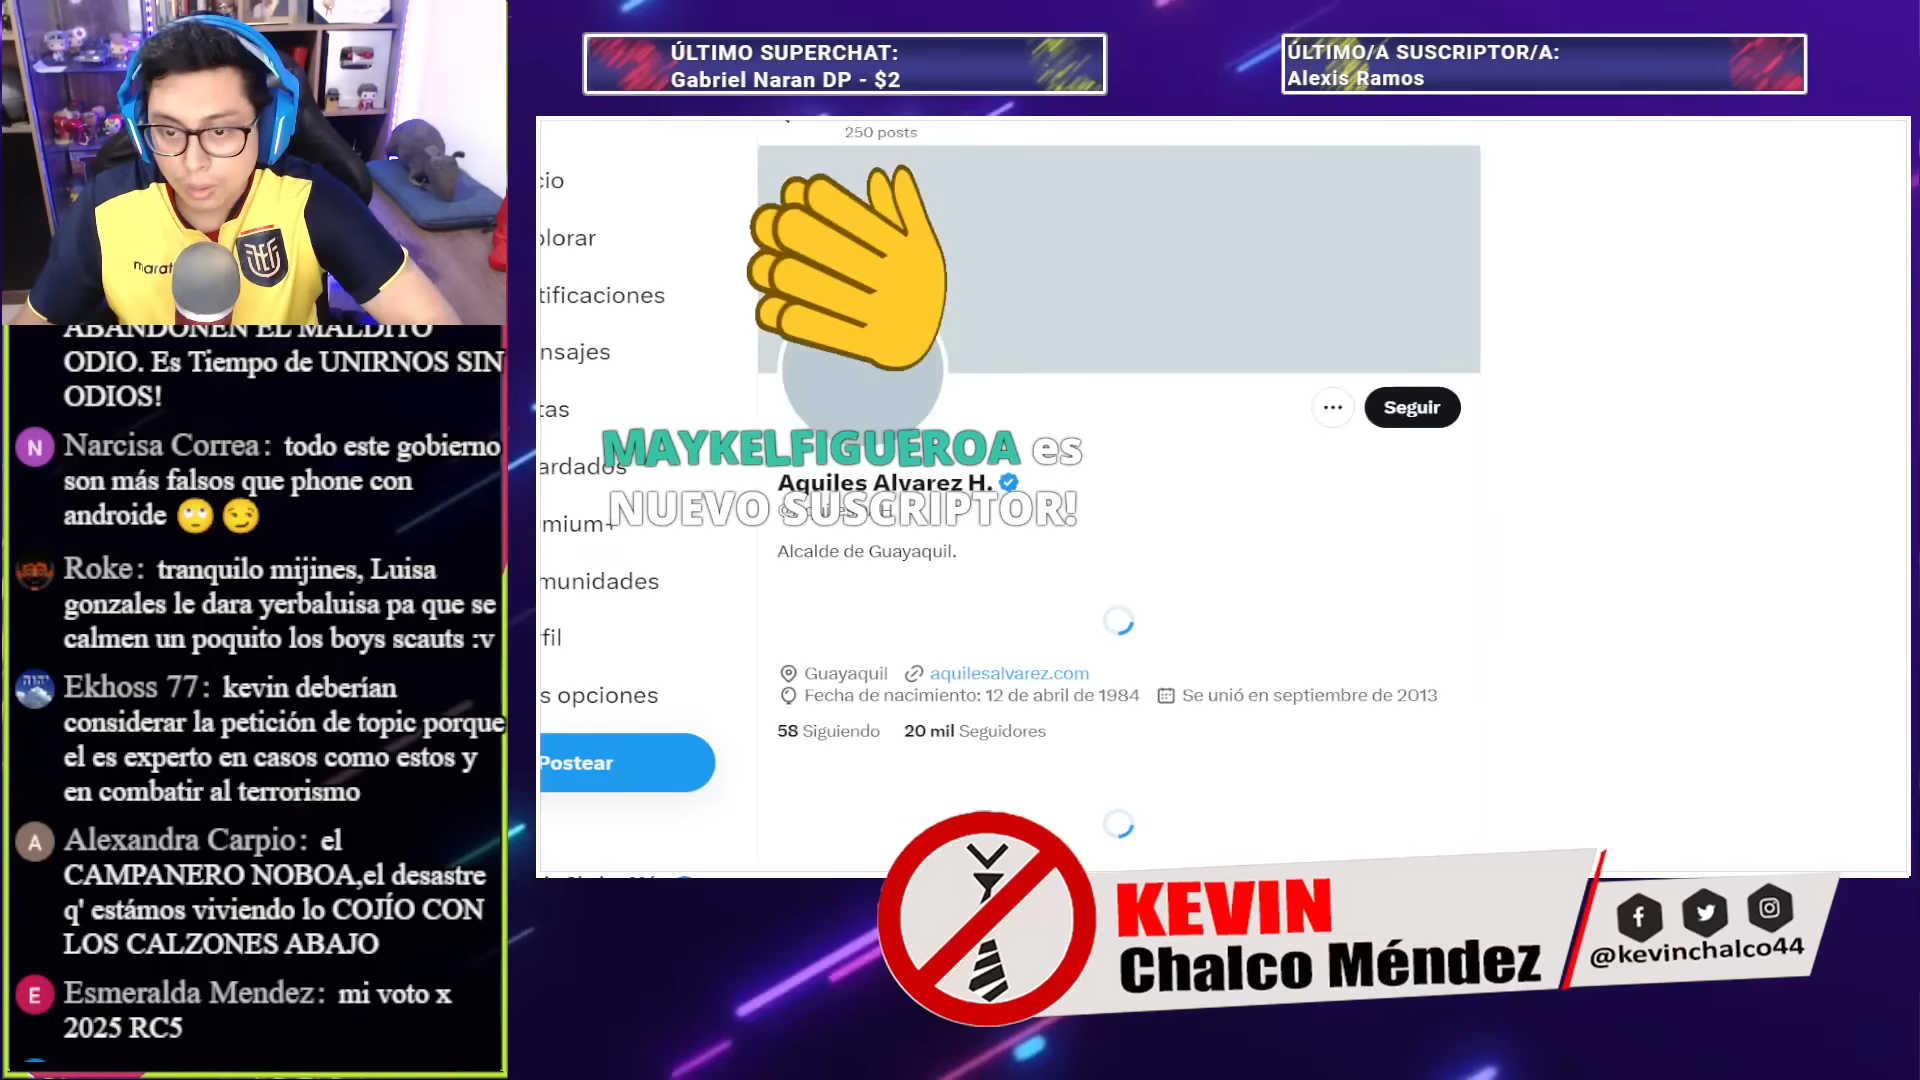 ÚLTIMO SUPERCHAT:
Gabriel Naran DP - $2
ÚLTIMO/A SUSCRIPTOR/A:
Alexis Ramos
ABANDONEN EL MALDITO
ODIO. Es Tiempo de UNIRNOS SIN
ODIOS!
N Narcisa Correa: todo este gobierno
son más falsos que phone con
androide
Roke: tranquilo mijines, Luisa
gonzales le dara yerbaluisa pa que se
calmen un poquito los boys scauts :v
Ekhoss 77: kevin deberían
considerar la petición de topic porque
el es experto en casos como estos y
en combatir al terrorismo
A Alexandra Carpio: el
CAMPANERO NOBOA,el desastre
q' estámos viviendo lo COJÍO CON
LOS CALZONES ABAJO
E Esmeralda Mendez: mi voto x
2025 RC5
250 posts
cio
plorar
tificaciones
nsajes
tas
ardados
mium+
munidades
fil
s opciones
Postear
Seguir
MAYKELFIGUEROA es
NUEVO SUSCRIPTOR!
Aquiles Alvarez H.
Alcalde de Guayaquil.
Guayaquil aquilesalvarez.com
Fecha de nacimiento: 12 de abril de 1984 Se unió en septiembre de 2013
58 Siguiendo 20 mil Seguidores
KEVIN
Chalco Méndez
@kevinchalco44